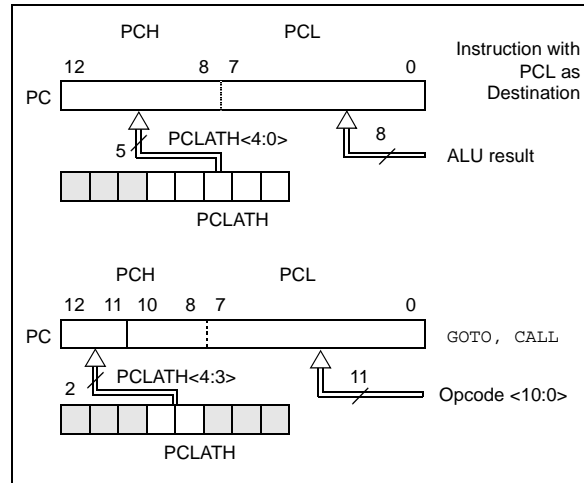 PCH PCL
12 8 7 0
Instruction with
PCL as
Destination
PC
PCLATH<4:0>
5
8
ALU result
PCLATH
PCH PCL
12 11 10 8 7 0
PC
GOTO, CALL
PCLATH<4:3>
2
11
Opcode <10:0>
PCLATH